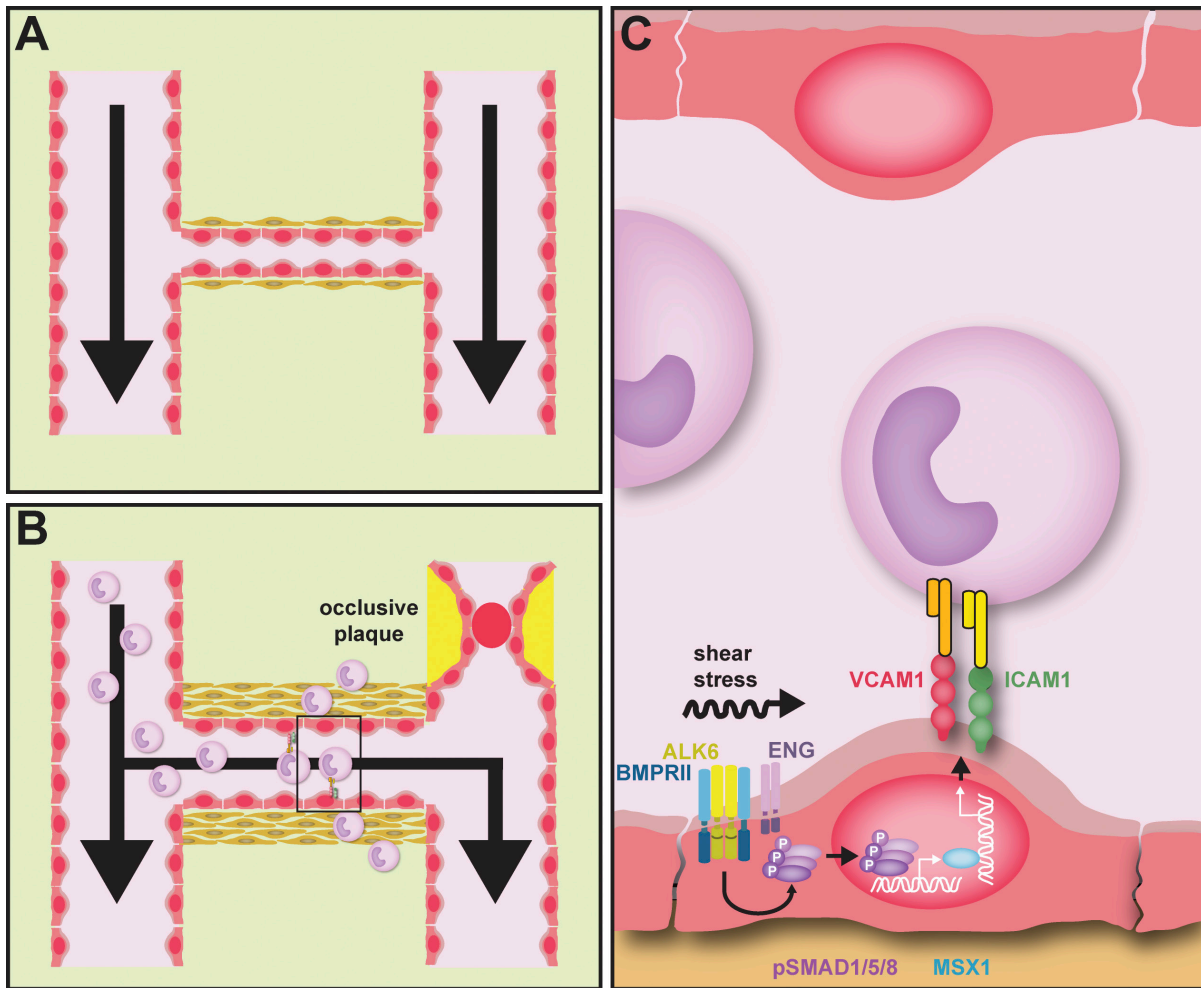 A
B
occlusive
plaque
C
shear
stress
VCAM1
ICAM1
ALK6
ENG
BMPRII
P
P
P
P
P
P
pSMAD1/5/8
MSX1